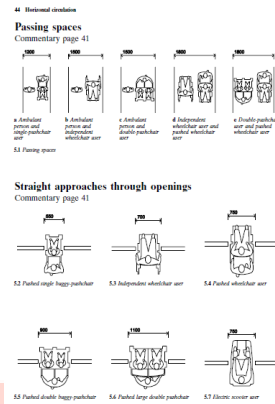 44 Horizontal circulation
Passing spaces
Commentary page 41
1200 1500 1500 1800 1800
a Ambulant person and single-pushchair user
b Ambulant person and independent wheelchair user
c Ambulant person and double-pushchair user
d Independent wheelchair user and pushed wheelchair user
e Double-pushchair user and pushed wheelchair user
5.1 Passing spaces
Straight approaches through openings
Commentary page 41
750 750
5.2 Pushed single buggy-pushchair
5.3 Independent wheelchair user
5.4 Pushed wheelchair user
900 1100 750
5.5 Pushed double buggy-pushchair
5.6 Pushed large double pushchair
5.7 Electric scooter user